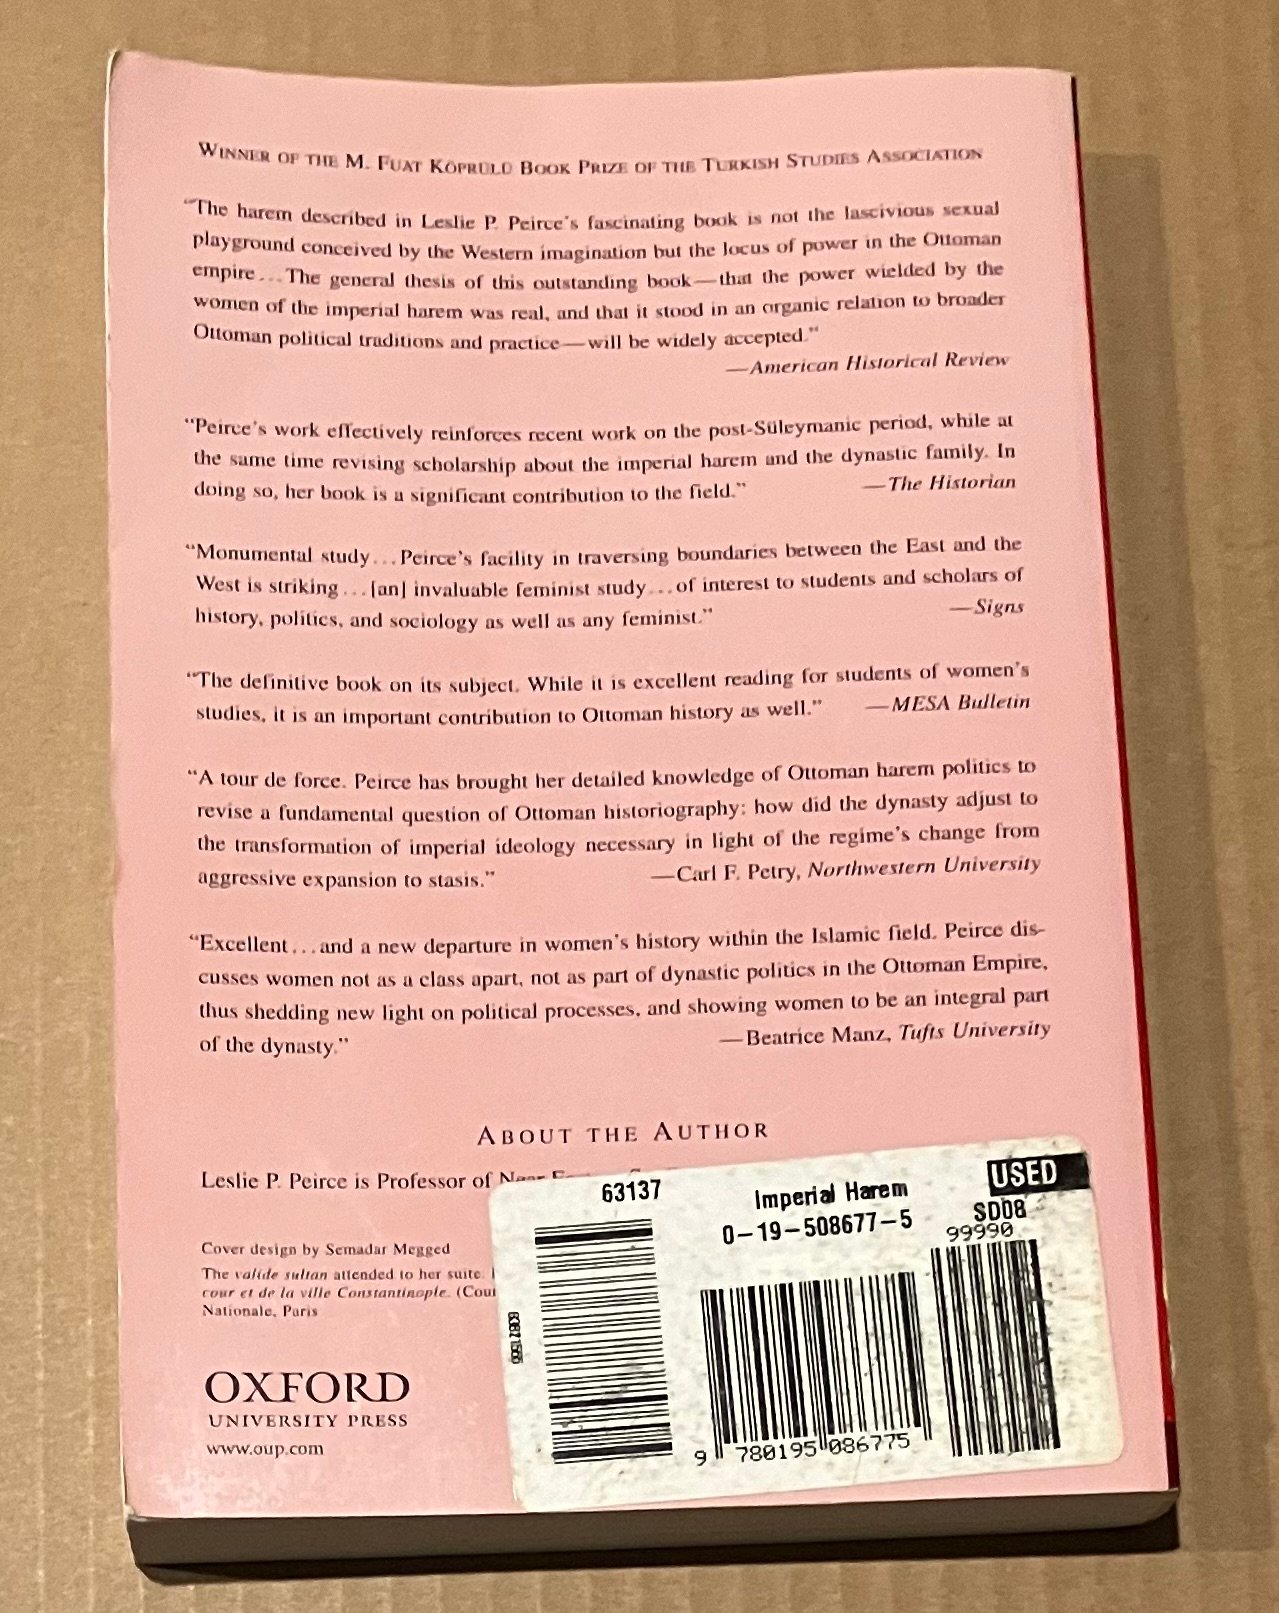 WINNER OF THE M. FUAT KÖPRÜLÜ BOOK PRIZE OF THE TURKISH STUDIES ASSOCIATION
“The harem described in Leslie P. Peirce's fascinating book is not the lascivious sexual
playground conceived by the Western imagination but the locus of power in the Ottoman
empire...The general thesis of this outstanding book—that the power wielded by the
women of the imperial harem was real, and that it stood in an organic relation to broader
Ottoman political traditions and practice—will be widely accepted.”
—American Historical Review
“Peirce's work effectively reinforces recent work on the post-Süleymanic period, while at
the same time revising scholarship about the imperial harem and the dynastic family. In
doing so, her book is a significant contribution to the field.” —The Historian
“Monumental study...Peirce's facility in traversing boundaries between the East and the
West is striking...[an] invaluable feminist study...of interest to students and scholars of
history, politics, and sociology as well as any feminist.” —Signs
“The definitive book on its subject. While it is excellent reading for students of women's
studies, it is an important contribution to Ottoman history as well.” —MESA Bulletin
“A tour de force. Peirce has brought her detailed knowledge of Ottoman harem politics to
revise a fundamental question of Ottoman historiography: how did the dynasty adjust to
the transformation of imperial ideology necessary in light of the regime's change from
aggressive expansion to stasis.” —Carl F. Petry, Northwestern University
“Excellent...and a new departure in women's history within the Islamic field. Peirce dis-
cusses women not as a class apart, not as part of dynastic politics in the Ottoman Empire,
thus shedding new light on political processes, and showing women to be an integral part
of the dynasty.” —Beatrice Manz, Tufts University
ABOUT THE AUTHOR
Leslie P. Peirce is Professor of
Cover design by Semadar Megged
The valide sultan attended to her suite.
cour et de la ville Constantinople.
Nationale, Paris
OXFORD
UNIVERSITY PRESS
www.oup.com
63137
Imperial Harem
0-19-508677-5
USED
SD08
99990
9 780195 086775